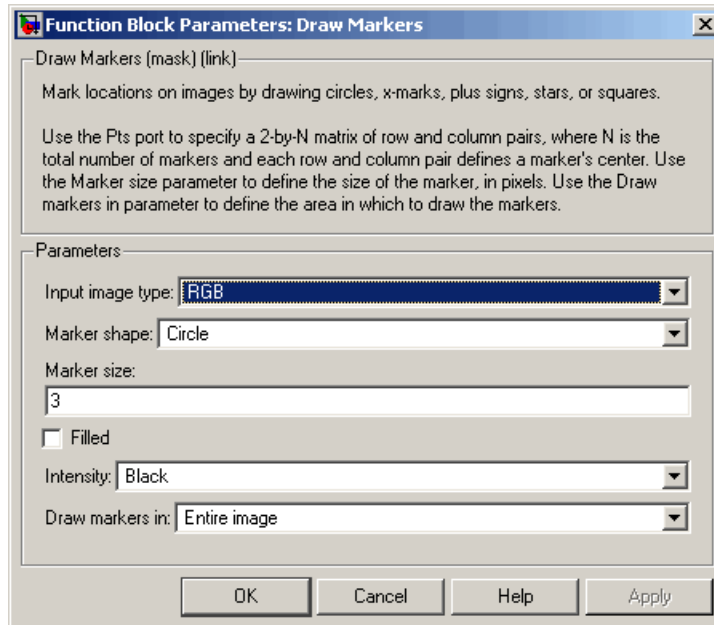 Function Block Parameters: Draw Markers
Draw Markers (mask) (link)
Mark locations on images by drawing circles, x-marks, plus signs, stars, or squares.
Use the Pts port to specify a 2-by-N matrix of row and column pairs, where N is the
total number of markers and each row and column pair defines a marker's center. Use
the Marker size parameter to define the size of the marker, in pixels. Use the Draw
markers in parameter to define the area in which to draw the markers.
Parameters
Input image type: RGB
Marker shape: Circle
Marker size:
3
Filled
Intensity: Black
Draw markers in: Entire image
OK Cancel Help Apply